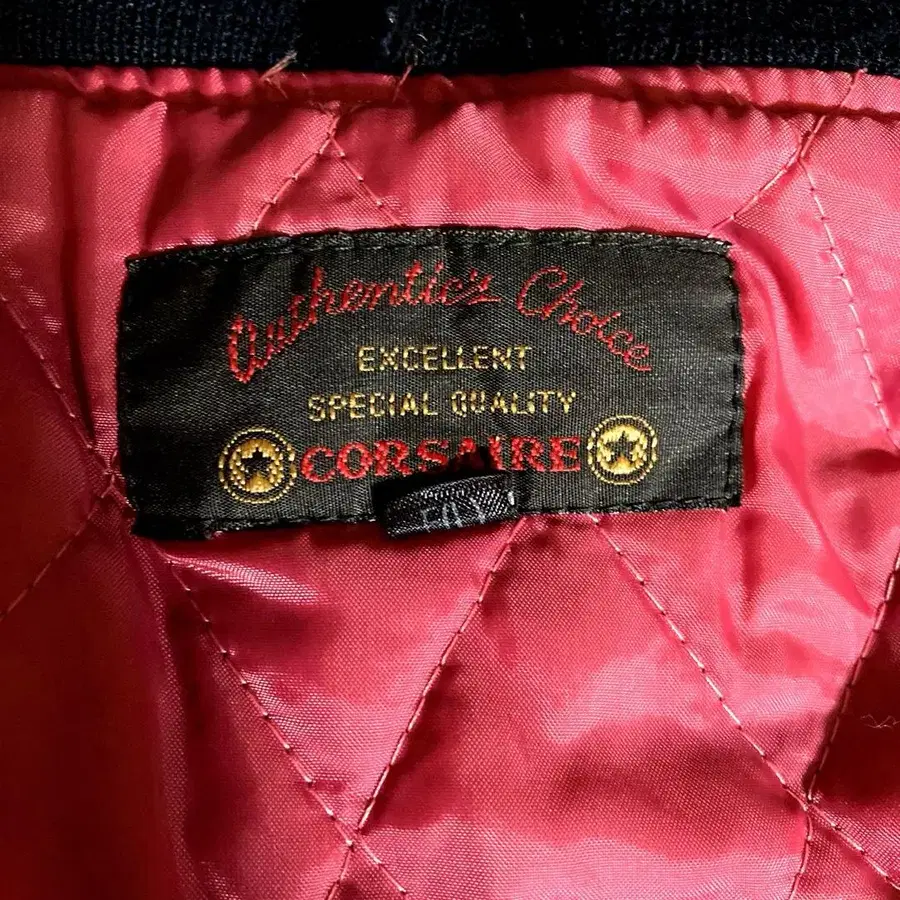 Authentic's Choice
EXCELLENT
SPECIAL QUALITY
CORSAIRE